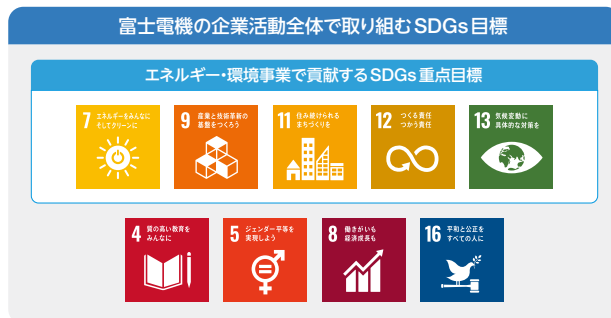 富士電機の企業活動全体で取り組むSDGs目標
エネルギー・環境事業で貢献するSDGs重点目標
7 エネルギーをみんなに
そしてクリーンに
9 産業と技術革新の
基盤をつくろう
11 住み続けられる
まちづくりを
12 つくる責任
つかう責任
13 気候変動に
具体的な対策を
4 質の高い教育を
みんなに
5 ジェンダー平等を
実現しよう
8 働きがいも
経済成長も
16 平和と公正を
すべての人に